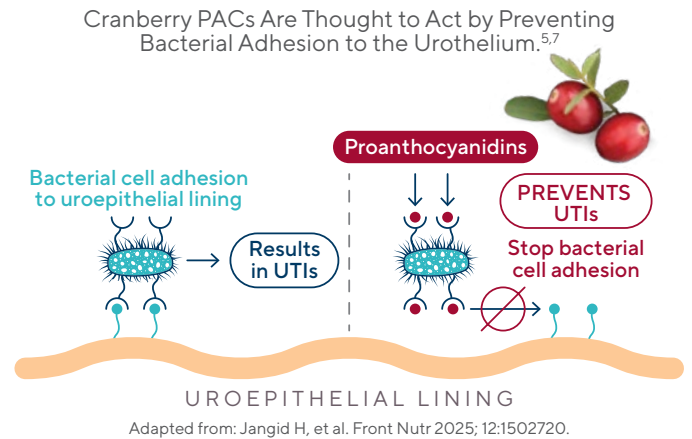 Cranberry PACs Are Thought to Act by Preventing
Bacterial Adhesion to the Urothelium.5,7
Proanthocyanidins
Bacterial cell adhesion
to uroepithelial lining
Results
in UTIs
PREVENTS
UTIs
Stop bacterial
cell adhesion
UROEPITHELIAL LINING
Adapted from: Jangid H, et al. Front Nutr 2025; 12:1502720.